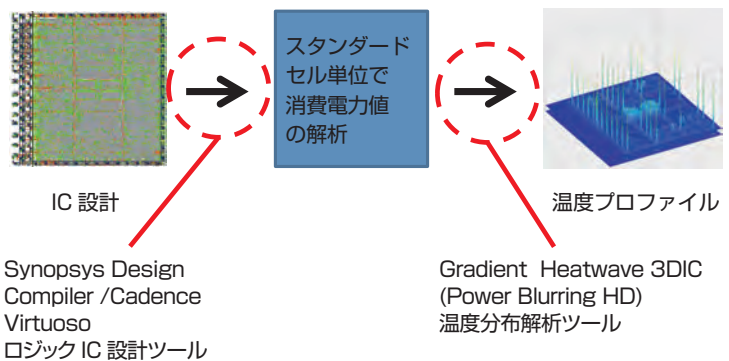 スタンダード
セル単位で
消費電力値
の解析
IC 設計
温度プロファイル
Synopsys Design
Compiler /Cadence
Virtuoso
ロジック IC 設計ツール
Gradient Heatwave 3DIC
(Power Blurring HD)
温度分布解析ツール